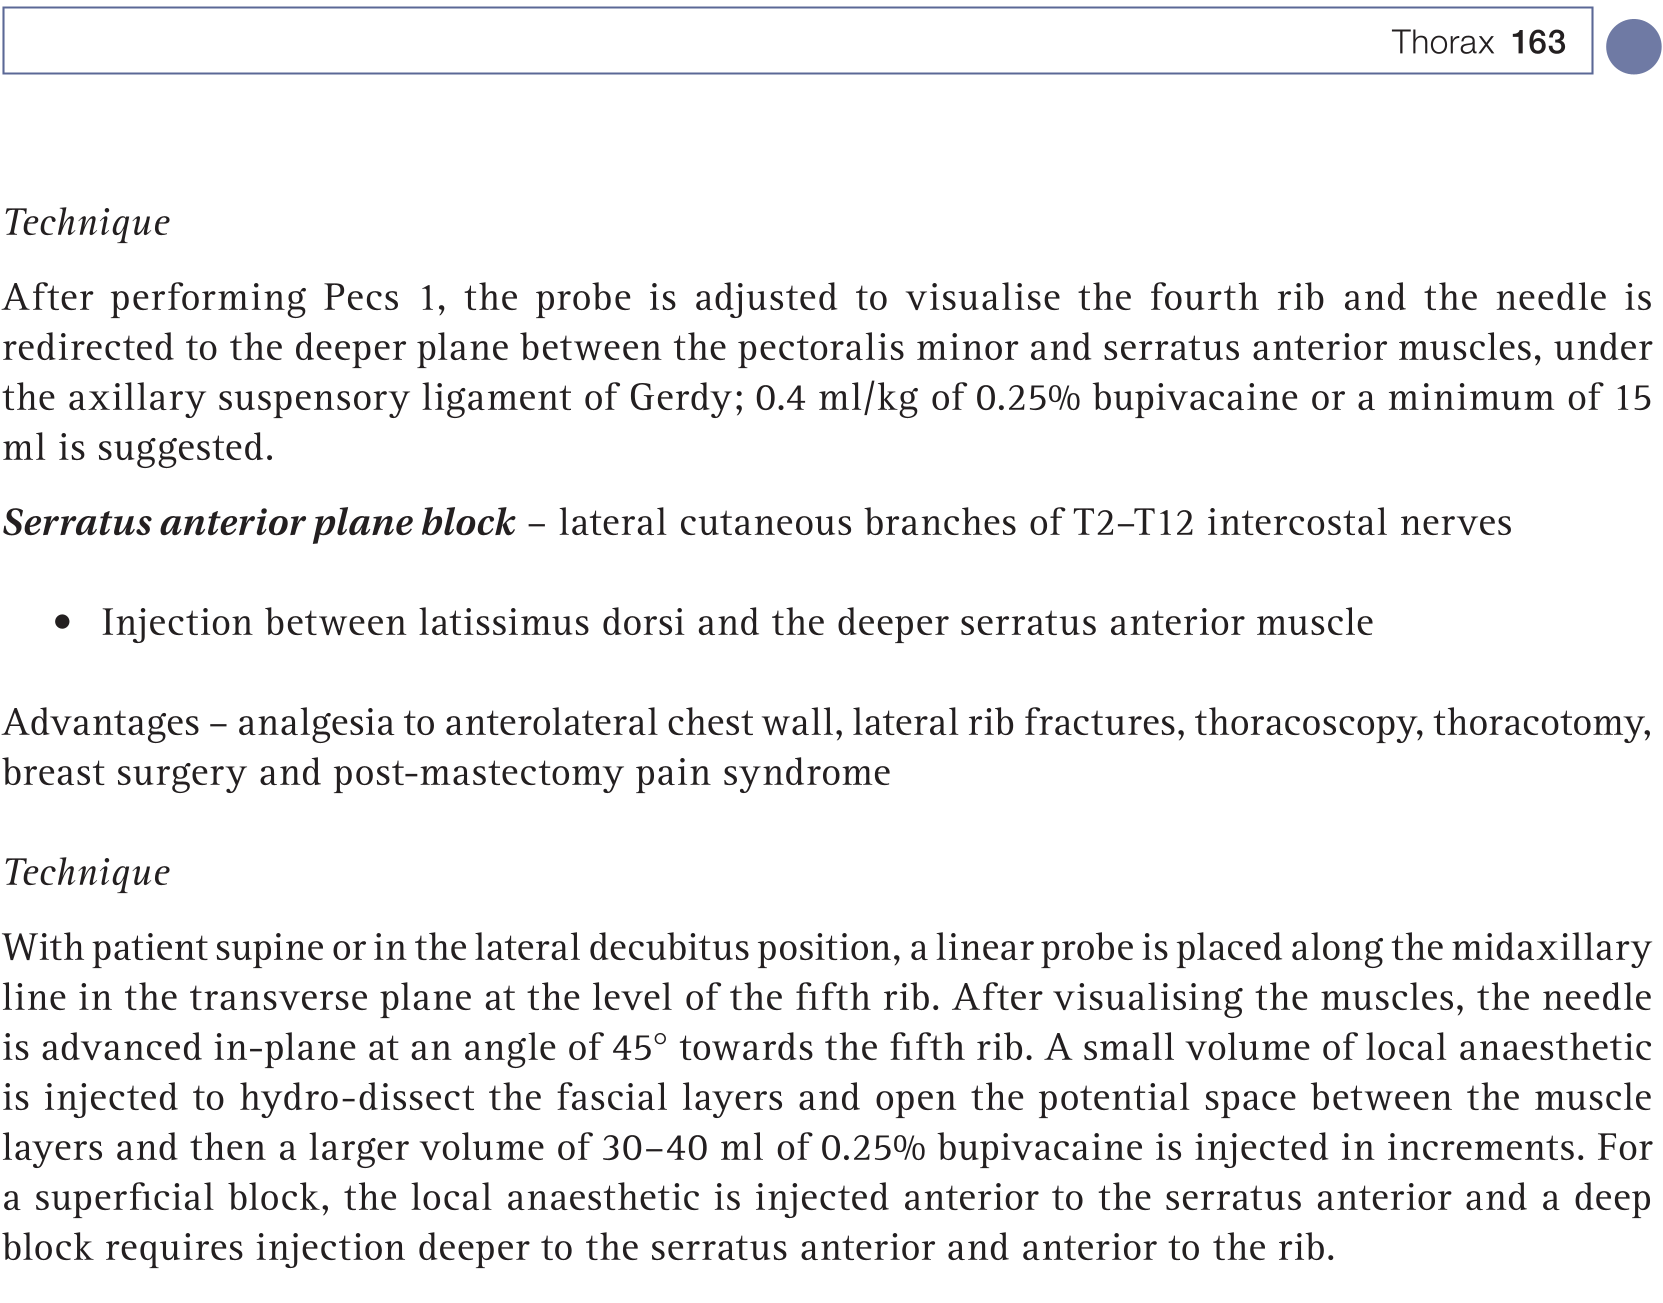 Thorax 163
Technique
After performing Pecs 1, the probe is adjusted to visualise the fourth rib and the needle is
redirected to the deeper plane between the pectoralis minor and serratus anterior muscles, under
the axillary suspensory ligament of Gerdy; 0.4 ml/kg of 0.25% bupivacaine or a minimum of 15
ml is suggested.
Serratus anterior plane block – lateral cutaneous branches of T2–T12 intercostal nerves
• Injection between latissimus dorsi and the deeper serratus anterior muscle
Advantages – analgesia to anterolateral chest wall, lateral rib fractures, thoracoscopy, thoracotomy,
breast surgery and post-mastectomy pain syndrome
Technique
With patient supine or in the lateral decubitus position, a linear probe is placed along the midaxillary
line in the transverse plane at the level of the fifth rib. After visualising the muscles, the needle
is advanced in-plane at an angle of 45° towards the fifth rib. A small volume of local anaesthetic
is injected to hydro-dissect the fascial layers and open the potential space between the muscle
layers and then a larger volume of 30–40 ml of 0.25% bupivacaine is injected in increments. For
a superficial block, the local anaesthetic is injected anterior to the serratus anterior and a deep
block requires injection deeper to the serratus anterior and anterior to the rib.